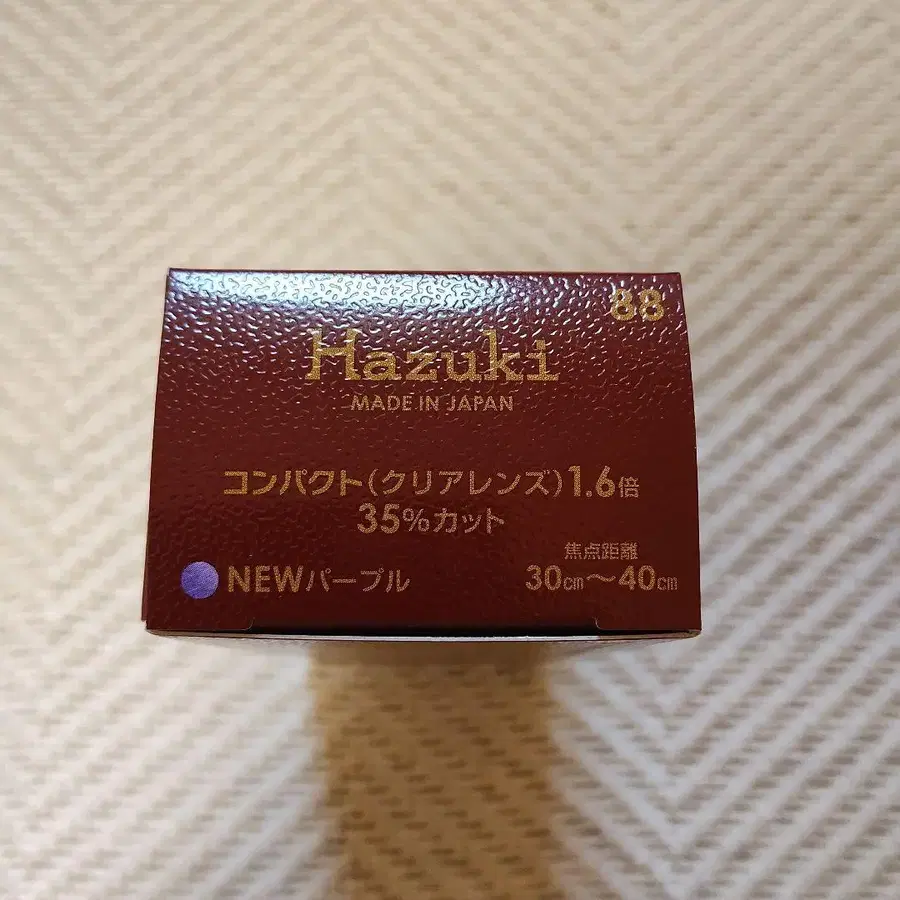 88
Hazuki
MADE IN JAPAN
コンパクト(クリアレンズ)1.6倍
35%カット
焦点距離
NEWパープル 30cm〜40cm